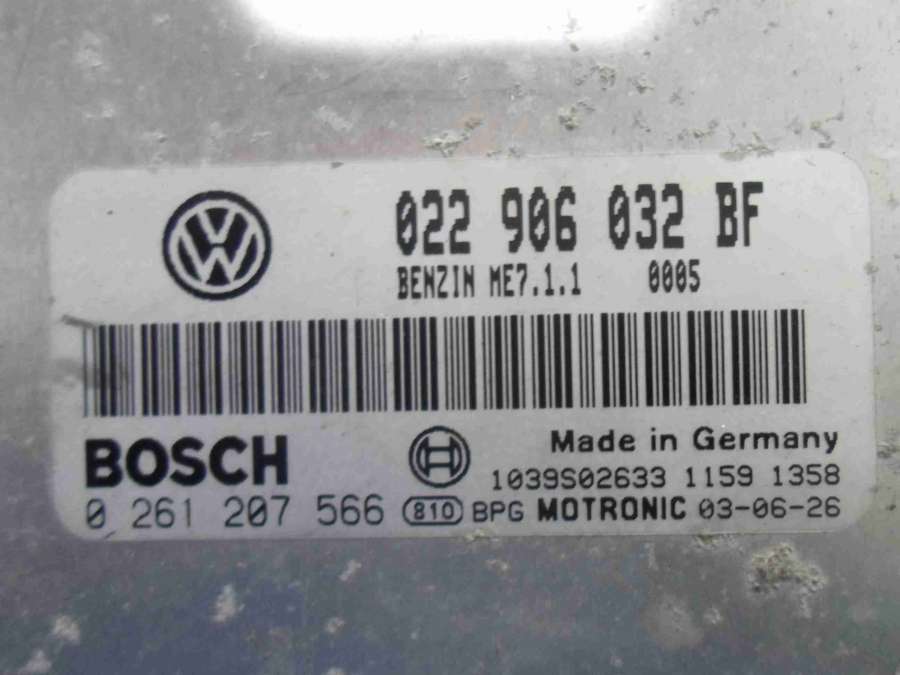 022 906 032 BF
BENZIN ME7.1.1 0005
BOSCH
Made in Germany
1039S02633 1159 1358
0 261 207 566 810 BPG MOTRONIC 03-06-26